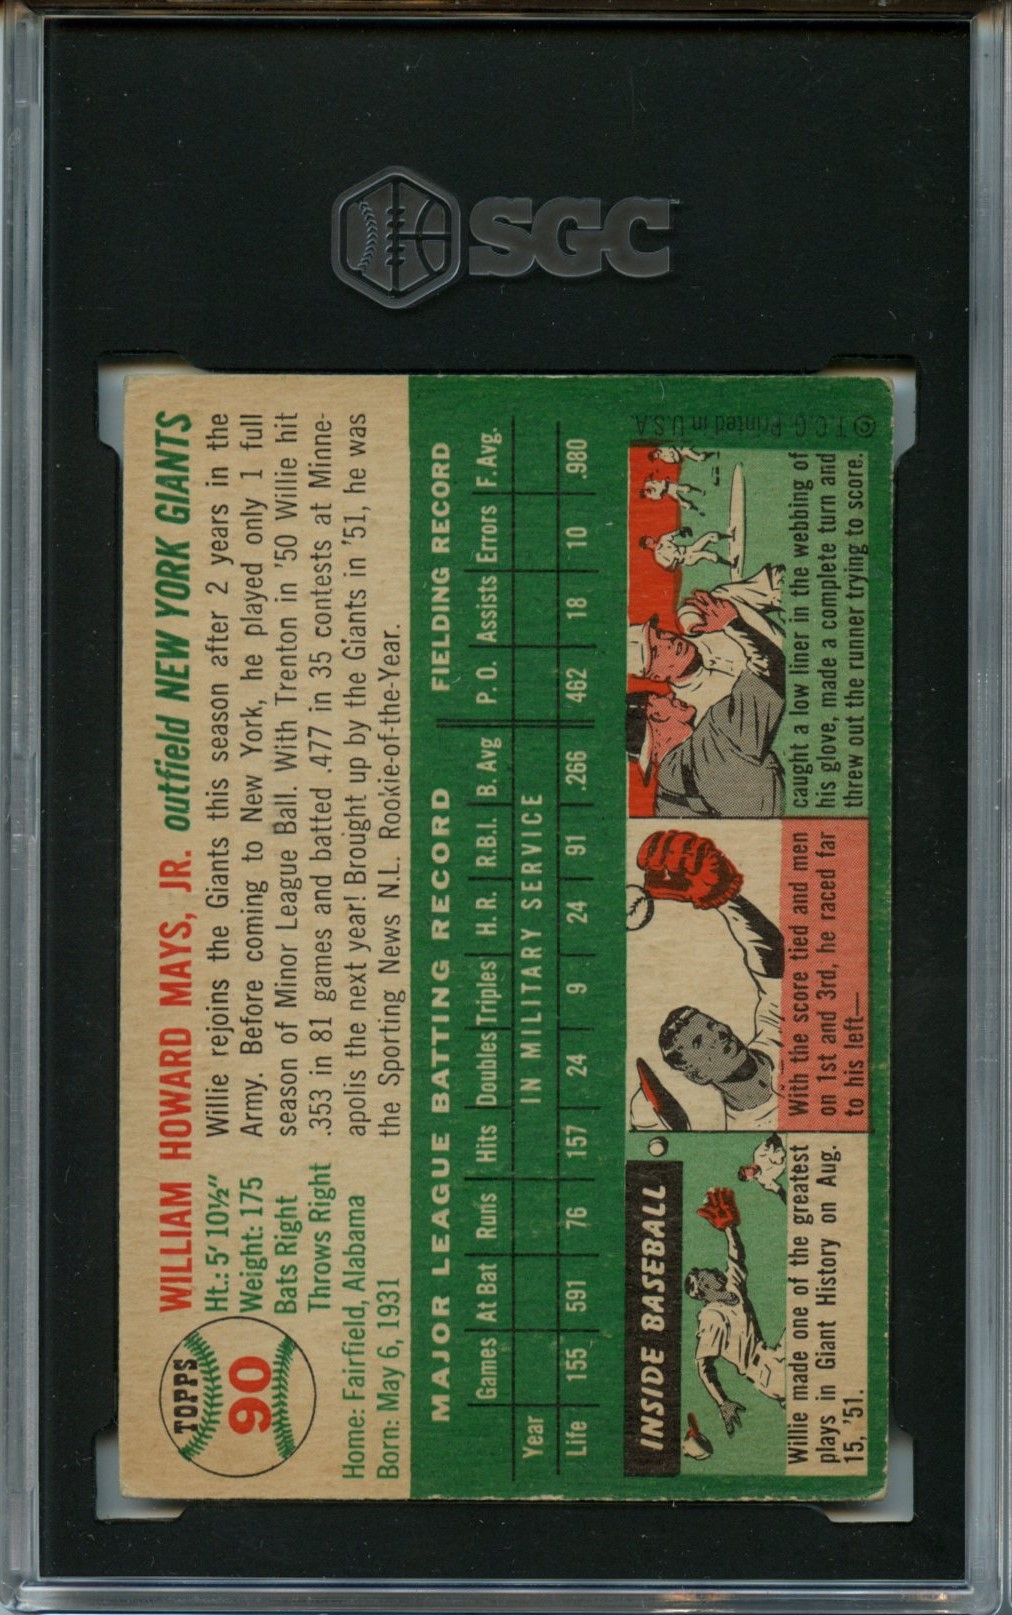 SGC
TOPPS
90
WILLIAM HOWARD MAYS, JR. outfield NEW YORK GIANTS
Ht.: 5' 10½"
Weight: 175
Bats Right
Throws Right
Home: Fairfield, Alabama
Born: May 6, 1931
Willie rejoins the Giants this season after 2 years in the
Army. Before coming to New York, he played only 1 full
season of Minor League Ball. With Trenton in '50 Willie hit
.353 in 81 games and batted .477 in 35 contests at Minne-
apolis the next year! Brought up by the Giants in '51, he was
the Sporting News N.L. Rookie-of-the-Year.
MAJOR LEAGUE BATTING RECORD FIELDING RECORD
Games At Bat Runs Hits Doubles Triples H.R. R.B.I. B. Avg P. O. Assists Errors F. Avg.
Year IN MILITARY SERVICE
Life 155 591 76 157 24 9 24 91 .266 462 18 10 .980
INSIDE BASEBALL
Willie made one of the greatest
plays in Giant History on Aug.
15, '51.
With the score tied and men
on 1st and 3rd, he raced far
to his left—
caught a low liner in the webbing of
his glove, made a complete turn and
threw out the runner trying to score.
© T.C.G. Printed in U.S.A.